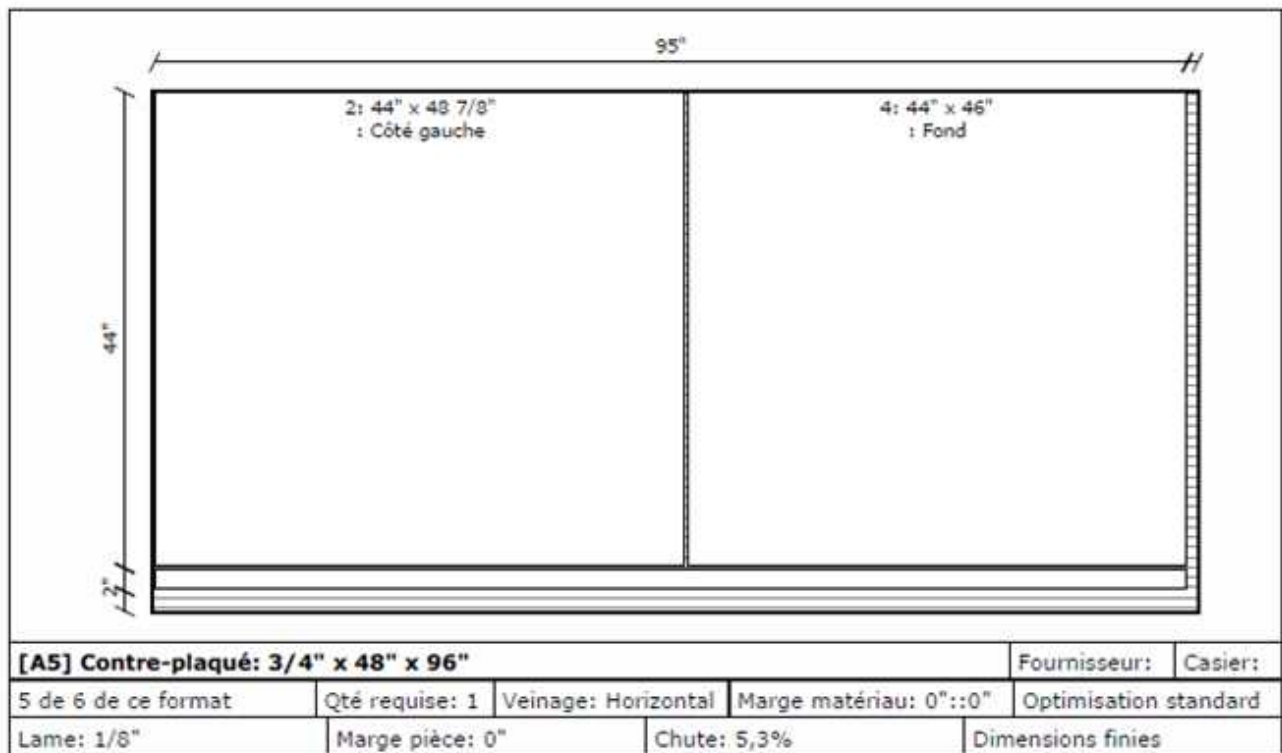 95"
2: 44" x 48 7/8"
: Côté gauche
4: 44" x 46"
: Fond
44"
2"
[A5] Contre-plaqué: 3/4" x 48" x 96"
Fournisseur:
Casier:
5 de 6 de ce format
Qté requise: 1
Veinage: Horizontal
Marge matériau: 0"::0"
Optimisation standard
Lame: 1/8"
Marge pièce: 0"
Chute: 5,3%
Dimensions finies